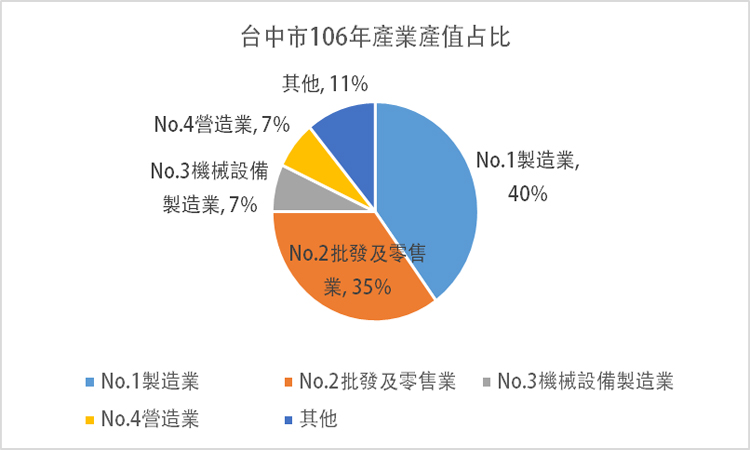 台中市106年產業產值占比
其他, 11%
No.4營造業, 7%
No.3機械設備
製造業, 7%
No.1製造業,
40%
No.2批發及零售
業, 35%
No.1製造業
No.2批發及零售業
No.3機械設備製造業
No.4營造業
其他